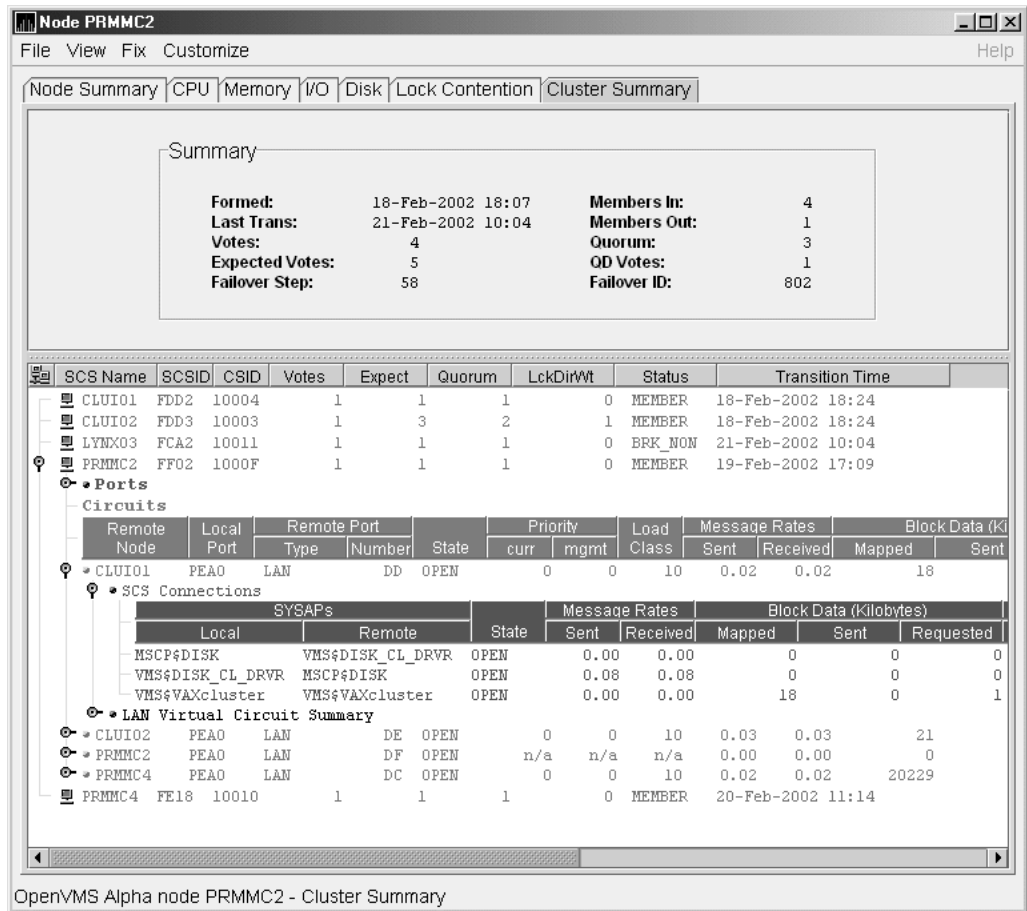 Node PRMMC2
File View Fix Customize Help
Node Summary CPU Memory I/O Disk Lock Contention Cluster Summary
Summary
Formed: 18-Feb-2002 18:07 Members In: 4
Last Trans: 21-Feb-2002 10:04 Members Out: 1
Votes: 4 Quorum: 3
Expected Votes: 5 QD Votes: 1
Failover Step: 58 Failover ID: 802
SCS Name SCSID CSID Votes Expect Quorum LckDirWt Status Transition Time
CLUI01 FDD2 10004 1 1 1 0 MEMBER 18-Feb-2002 18:24
CLUI02 FDD3 10003 1 3 2 1 MEMBER 18-Feb-2002 18:24
LYNX03 FCA2 10011 1 1 1 0 BRK_NON 21-Feb-2002 10:04
PRMMC2 FF02 1000F 1 1 1 0 MEMBER 19-Feb-2002 17:09
Ports
Circuits
Remote Local Remote Port Priority Load Message Rates Block Data (Ki
Node Port Type Number State curr mgmt Class Sent Received Mapped Sent
CLUI01 PEA0 LAN DD OPEN 0 0 10 0.02 0.02 18
SCS Connections
SYSAPs Message Rates Block Data (Kilobytes)
Local Remote State Sent Received Mapped Sent Requested
MSCP$DISK VMS$DISK_CL_DRVR OPEN 0.00 0.00 0 0 0
VMS$DISK_CL_DRVR MSCP$DISK OPEN 0.08 0.08 0 0 0
VMS$VAXcluster VMS$VAXcluster OPEN 0.00 0.00 18 0 1
LAN Virtual Circuit Summary
CLUI02 PEA0 LAN DE OPEN 0 0 10 0.03 0.03 21
PRMMC2 PEA0 LAN DF OPEN n/a n/a n/a 0.00 0.00 0
PRMMC4 PEA0 LAN DC OPEN 0 0 10 0.02 0.02 20229
PRMMC4 FE18 10010 1 1 1 0 MEMBER 20-Feb-2002 11:14
OpenVMS Alpha node PRMMC2 - Cluster Summary